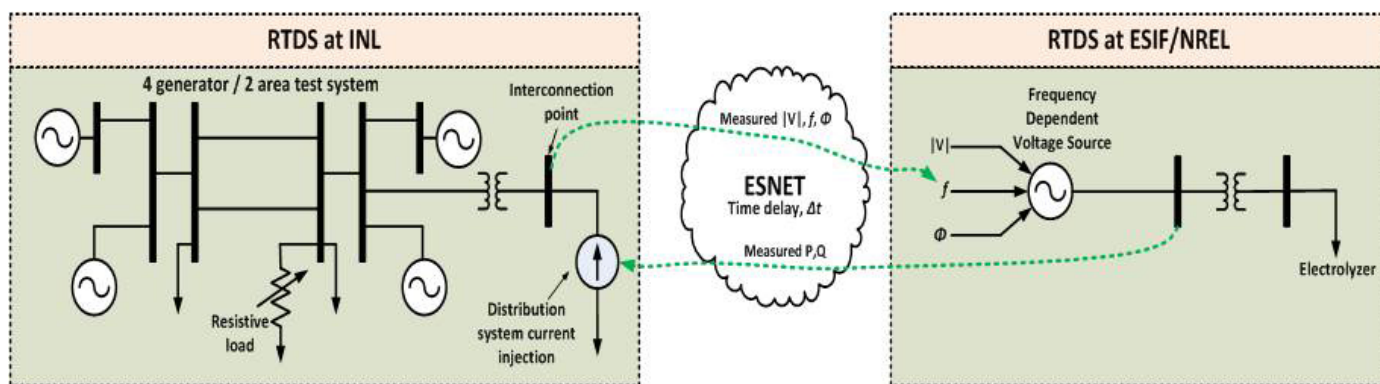 RTDS at INL
4 generator / 2 area test system
Interconnection
point
Resistive
load
Distribution
system current
injection
Measured |V|, f, Φ
ESNET
Time delay, Δt
Measured P,Q
RTDS at ESIF/NREL
Frequency
Dependent
Voltage Source
|V|
f
Φ
Electrolyzer